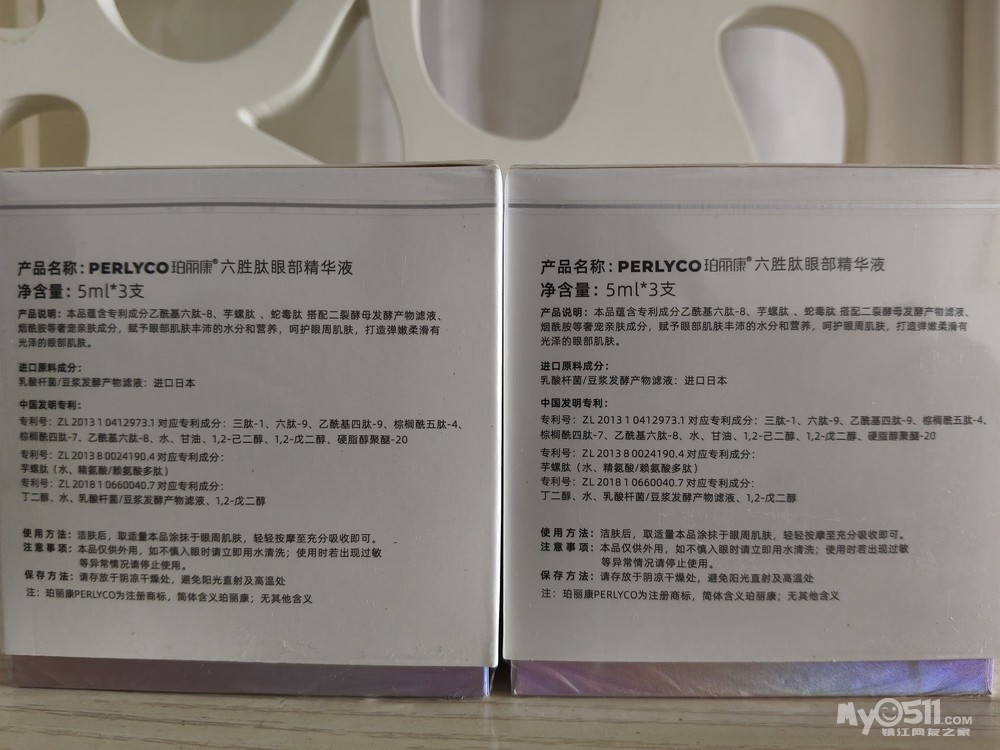 产品名称：PERLYCO珀丽康®六胜肽眼部精华液
净含量：5ml*3支
产品说明：本品蕴含专利成分乙酰基六肽-8、芋螺肽 、蛇毒肽 搭配二裂酵母发酵产物滤液、
烟酰胺等奢宠亲肤成分，赋予眼部肌肤丰沛的水分和营养，呵护眼周肌肤，打造弹嫩柔滑有
光泽的眼部肌肤。
进口原料成分：
乳酸杆菌/豆浆发酵产物滤液：进口日本
中国发明专利：
专利号：ZL 2013 1 0412973.1 对应专利成分：三肽-1、六肽-9、乙酰基四肽-9、棕榈酰五肽-4、
棕榈酰四肽-7、乙酰基六肽-8、水、甘油、1,2-己二醇、1,2-戊二醇、硬脂醇聚醚-20
专利号：ZL 2013 8 0024190.4 对应专利成分：
芋螺肽（水、精氨酸/赖氨酸多肽）
专利号：ZL 2018 1 0660040.7 对应专利成分：
丁二醇、水、乳酸杆菌/豆浆发酵产物滤液、1,2-戊二醇
使用方法：洁肤后，取适量本品涂抹于眼周肌肤，轻轻按摩至充分吸收即可。
注意事项：本品仅供外用，如不慎入眼时请立即用水清洗；使用时若出现过敏
等异常情况请停止使用。
保存方法：请存放于阴凉干燥处，避免阳光直射及高温处
注：珀丽康PERLYCO为注册商标，简体含义珀丽康；无其他含义
产品名称：PERLYCO珀丽康®六胜肽眼部精华液
净含量：5ml*3支
产品说明：本品蕴含专利成分乙酰基六肽-8、芋螺肽 、蛇毒肽 搭配二裂酵母发酵产物滤液、
烟酰胺等奢宠亲肤成分，赋予眼部肌肤丰沛的水分和营养，呵护眼周肌肤，打造弹嫩柔滑有
光泽的眼部肌肤。
进口原料成分：
乳酸杆菌/豆浆发酵产物滤液：进口日本
中国发明专利：
专利号：ZL 2013 1 0412973.1 对应专利成分：三肽-1、六肽-9、乙酰基四肽-9、棕榈酰五肽-4、
棕榈酰四肽-7、乙酰基六肽-8、水、甘油、1,2-己二醇、1,2-戊二醇、硬脂醇聚醚-20
专利号：ZL 2013 8 0024190.4 对应专利成分：
芋螺肽（水、精氨酸/赖氨酸多肽）
专利号：ZL 2018 1 0660040.7 对应专利成分：
丁二醇、水、乳酸杆菌/豆浆发酵产物滤液、1,2-戊二醇
使用方法：洁肤后，取适量本品涂抹于眼周肌肤，轻轻按摩至充分吸收即可。
注意事项：本品仅供外用，如不慎入眼时请立即用水清洗；使用时若出现过敏
等异常情况请停止使用。
保存方法：请存放于阴凉干燥处，避免阳光直射及高温处
注：珀丽康PERLYCO为注册商标，简体含义珀丽康；无其他含义
My0511.COM
镇江网友之家